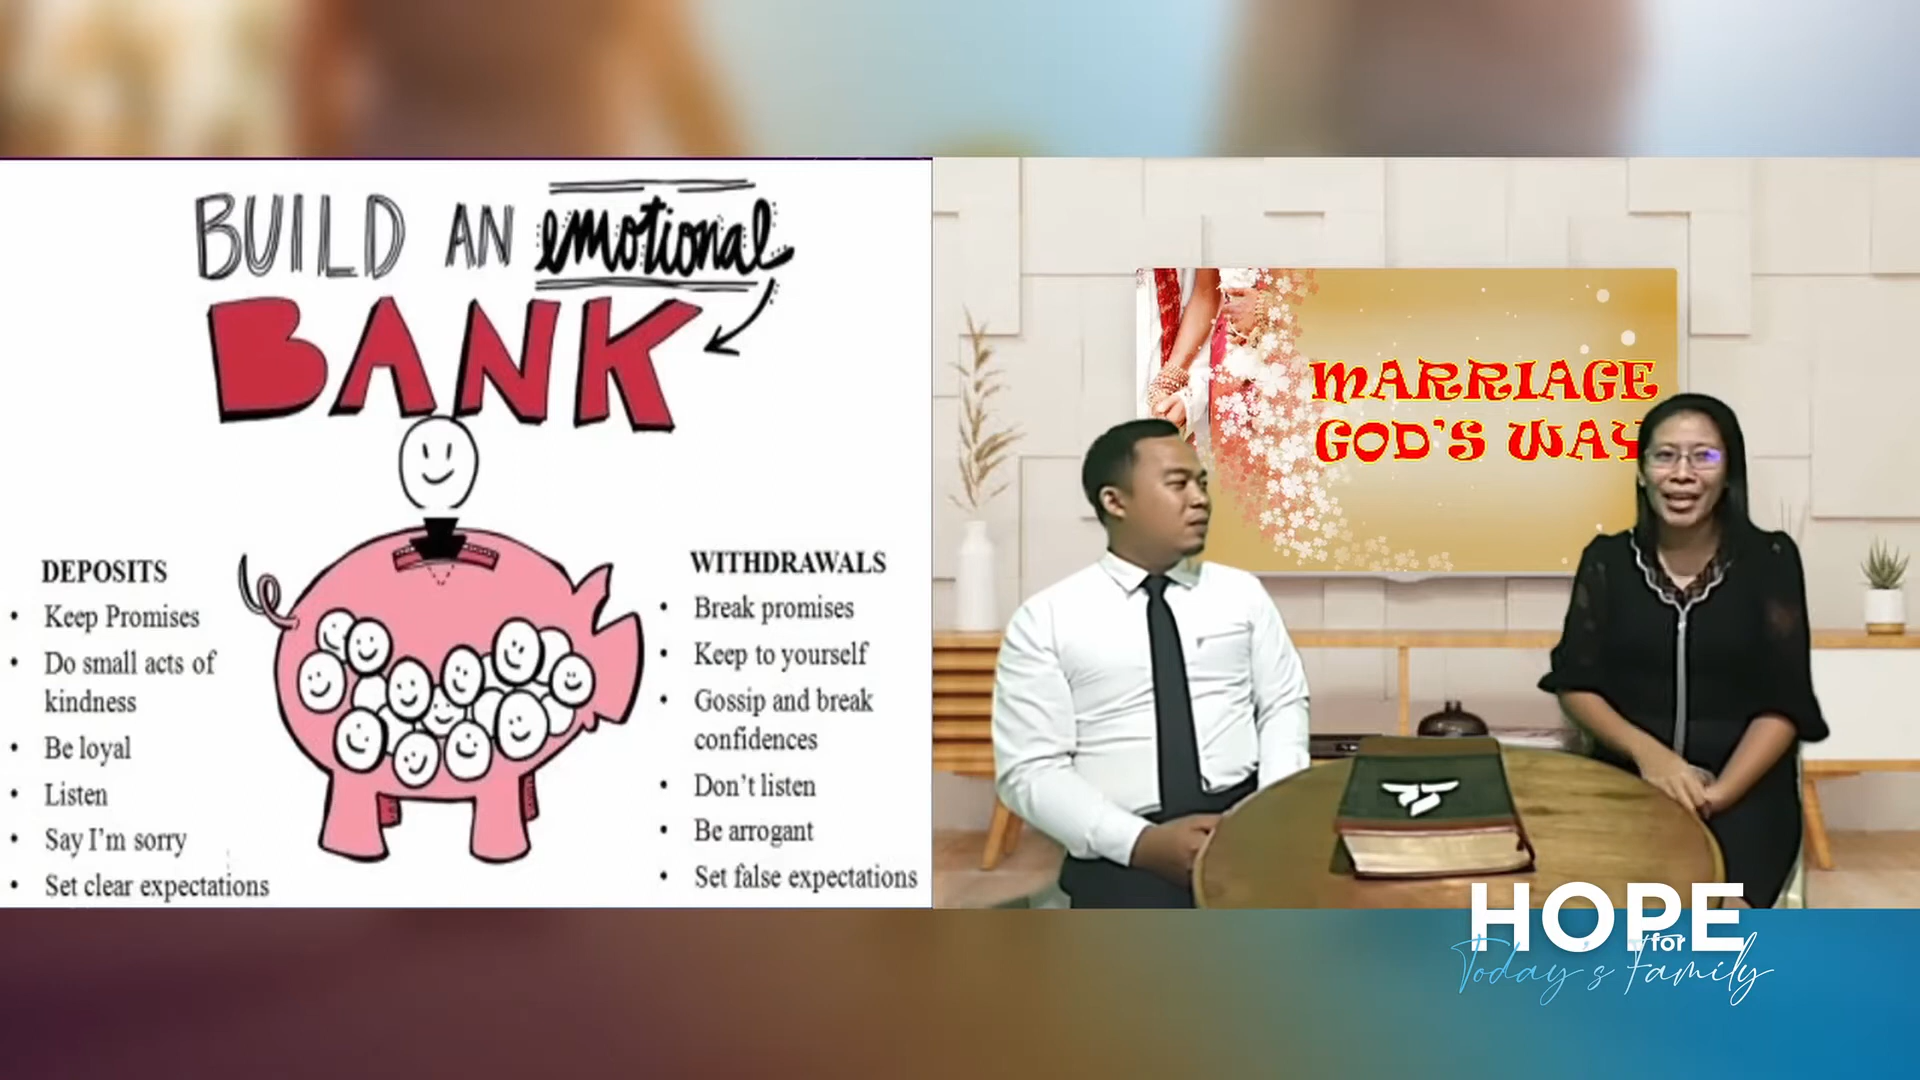 BUILD AN emotional
BANK
DEPOSITS
• Keep Promises
• Do small acts of
kindness
• Be loyal
• Listen
• Say I'm sorry
• Set clear expectations
WITHDRAWALS
• Break promises
• Keep to yourself
• Gossip and break
confidences
• Don't listen
• Be arrogant
• Set false expectations
MARRIAGE
GOD'S WAY
HOPE
for
Today's Family